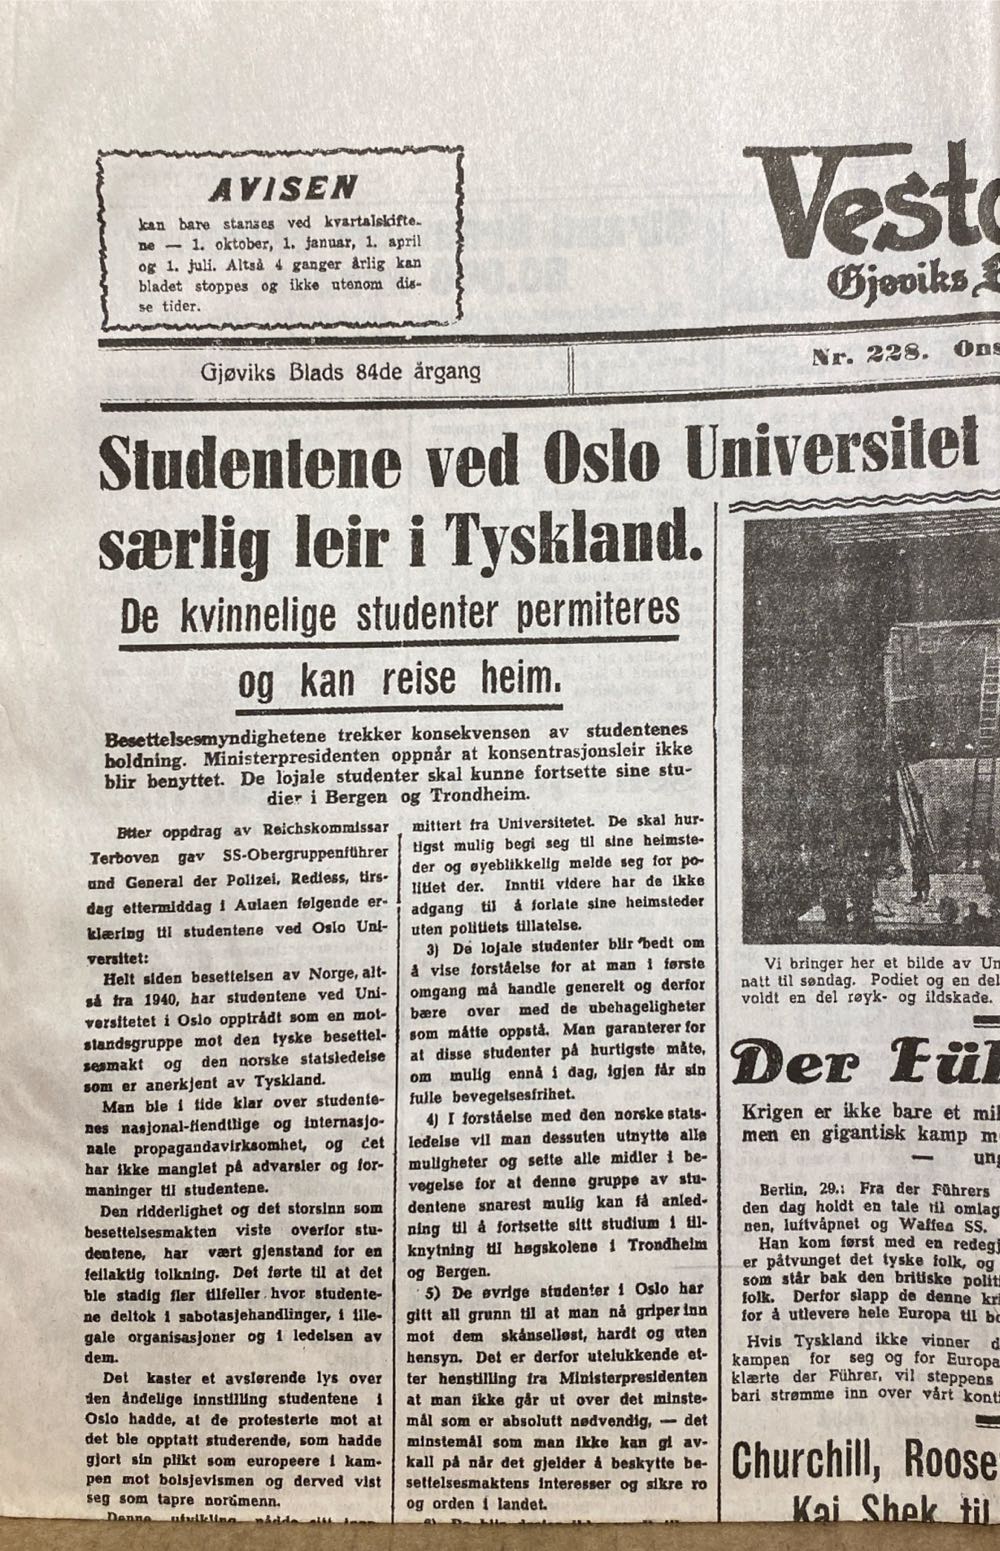 AVISEN
kan bare stanses ved kvartalskifte-
ne — 1. oktober, 1. januar, 1. april
og 1. juli. Altså 4 ganger årlig kan
bladet stoppes og ikke utenom dis-
se tider.
Gjøviks
Gjøviks Blads 84de årgang
Nr. 228. Ons
Studentene ved Oslo Universitet
særlig leir i Tyskland.
De kvinnelige studenter permiteres
og kan reise heim.
Besettelsesmyndighetene trekker konsekvensen av studentenes
holdning. Ministerpresidenten oppnår at konsentrasjonsleir ikke
blir benyttet. De lojale studenter skal kunne fortsette sine stu-
dier i Bergen og Trondheim.
Etter oppdrag av Reichskommissar
Terboven gav SS-Obergruppenführer
und General der Polizei, Rediess, tirs-
dag ettermiddag i Aulaen følgende er-
klæring til studentene ved Oslo Uni-
versitet:
Helt siden besettelsen av Norge, alt-
så fra 1940, har studentene ved Uni-
versitetet i Oslo opptrådt som en mot-
standsgruppe mot den tyske besettel-
sesmakt og den norske statsledelse
som er anerkjent av Tyskland.
Man ble i tide klar over studente-
nes nasjonal-fiendtlige og internasjo-
nale propagandavirksomhet, og det
har ikke manglet på advarsler og for-
maninger til studentene.
Den ridderlighet og det storsinn som
besettelsesmakten viste overfor stu-
dentene, har vært gjenstand for en
feilaktig tolkning. Det førte til at det
ble stadig fler tilfeller hvor studente-
ne deltok i sabotasjehandlinger, i ille-
gale organisasjoner og i ledelsen av
dem.
Det kaster et avslørende lys over
den åndelige innstilling studentene i
Oslo hadde, at de protesterte mot at
det ble opptatt studerende, som hadde
gjort sin plikt som europeere i kam-
pen mot bolsjevismen og derved vist
seg som tapre nordmenn.
Denne utvikling nådde sitt
mittert fra Universitetet. De skal hur-
tigst mulig begi seg til sine heimste-
der og øyeblikkelig melde seg for po-
litiet der. Inntil videre har de ikke
adgang til å forlate sine heimsteder
uten politiets tillatelse.
3) De lojale studenter blir bedt om
å vise forståelse for at man i første
omgang må handle generelt og derfor
bære over med de ubehageligheter
som måtte oppstå. Man garanterer for
at disse studenter på hurtigste måte,
om mulig ennå i dag, igjen får sin
fulle bevegelsesfrihet.
4) I forståelse med den norske stats-
ledelse vil man dessuten utnytte alle
muligheter og sette alle midler i be-
vegelse for at denne gruppe av stu-
dentene snarest mulig kan få anled-
ning til å fortsette sitt studium i til-
knytning til høgskolene i Trondheim
og Bergen.
5) De øvrige studenter i Oslo har
gitt all grunn til at man nå griper inn
mot dem skånselløst, hardt og uten
hensyn. Det er derfor utelukkende et-
ter henstilling fra Ministerpresidenten
at man ikke går ut over det minste-
mål som er absolutt nødvendig, — det
minstemål som man ikke kan gi av-
kall på når det gjelder å beskytte be-
settelsesmaktens interesser og sikre ro
og orden i landet.
Vi bringer her et bilde av Un
natt til søndag. Podiet og en del
voldt en del røyk- og ildskade.
Der Füh
Krigen er ikke bare et mil
men en gigantisk kamp m
— ung
Berlin, 29.: Fra der Führers
den dag holdt en tale til omlag
nen, luftvåpnet og Waffen SS.
Han kom først med en redegj
er påtvunget det tyske folk, og
som står bak den britiske politi
folk. Derfor slapp de denne kri
for å utlevere hele Europa til bo
Hvis Tyskland ikke vinner d
kampen for seg og for Europa
klærte der Führer, vil steppens
bari strømme inn over vårt konti
Churchill, Roose
Kai Shek til